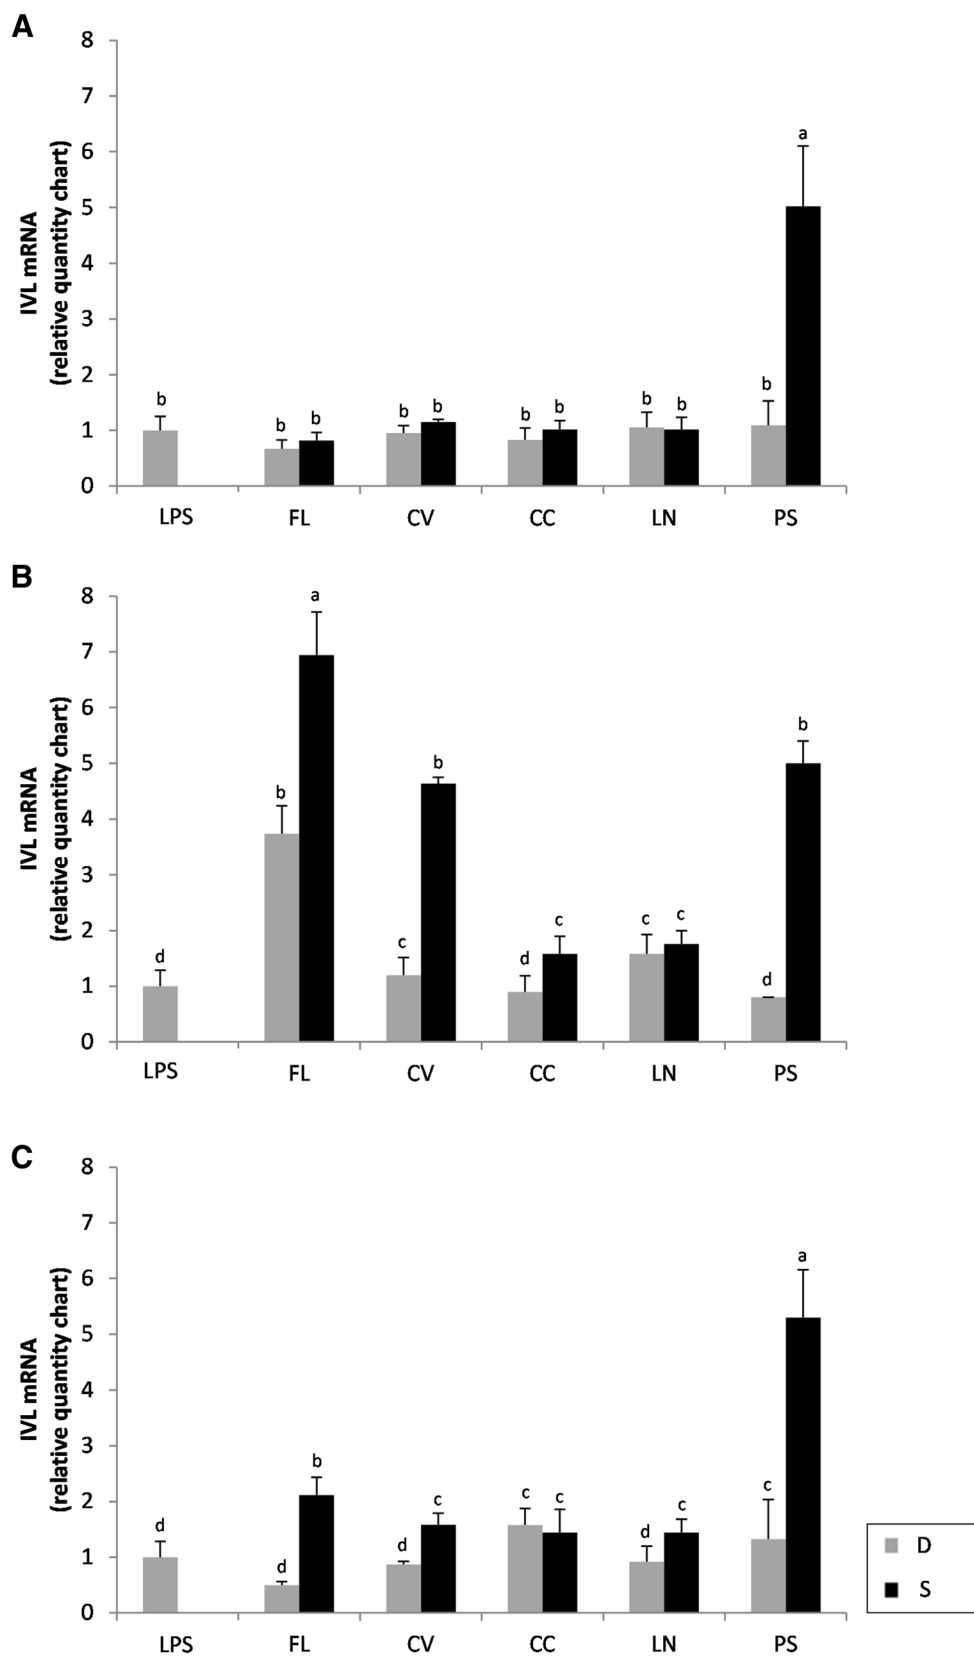 A
IVL mRNA
(relative quantity chart)
8
7
6
5
4
3
2
1
0
b
b b
b b
b b
b b
b a
LPS FL CV CC LN PS
B
IVL mRNA
(relative quantity chart)
8
7
6
5
4
3
2
1
0
d
b a
c b
d c
c c
d b
LPS FL CV CC LN PS
C
IVL mRNA
(relative quantity chart)
8
7
6
5
4
3
2
1
0
d
d b
d c
c c
d c
c a
LPS FL CV CC LN PS
D
S